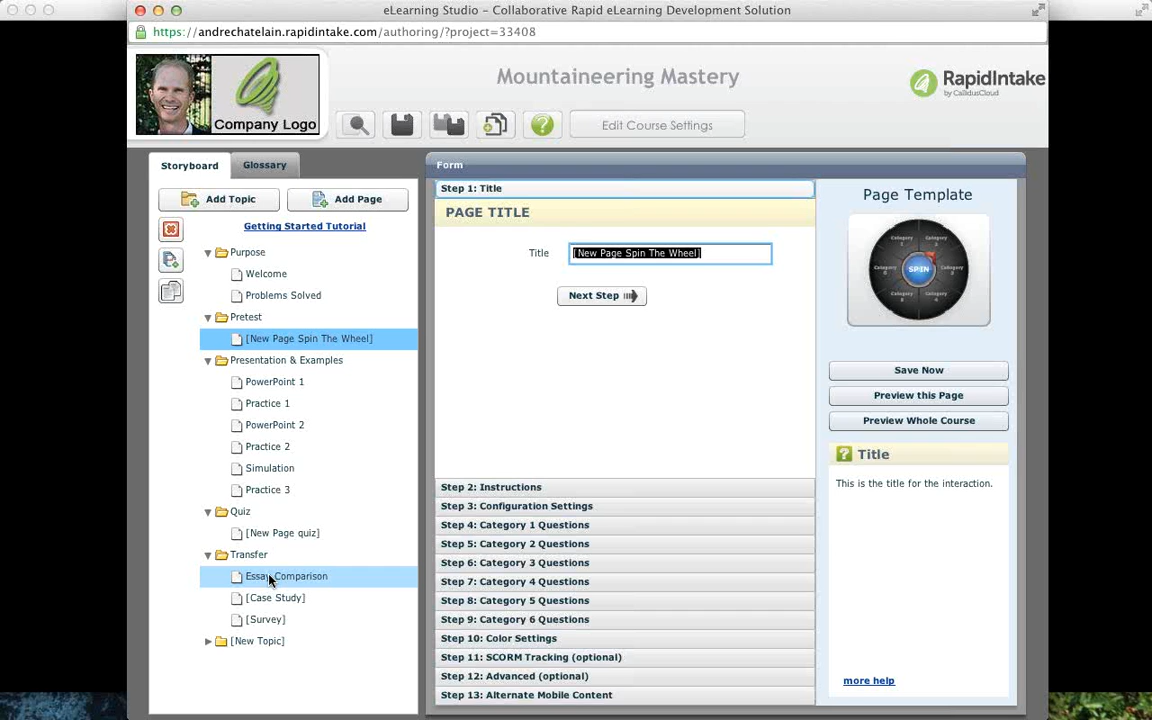 eLearning Studio - Collaborative Rapid eLearning Development Solution
https://andrechatelain.rapidintake.com/authoring/?project=33408
Company Logo
Mountaineering Mastery
RapidIntake
by CallidusCloud
Edit Course Settings
Storyboard
Glossary
Add Topic
Add Page
Getting Started Tutorial
Purpose
Welcome
Problems Solved
Pretest
[New Page Spin The Wheel]
Presentation & Examples
PowerPoint 1
Practice 1
PowerPoint 2
Practice 2
Simulation
Practice 3
Quiz
[New Page quiz]
Transfer
Essay Comparison
[Case Study]
[Survey]
[New Topic]
Form
Step 1: Title
PAGE TITLE
Title
[New Page Spin The Wheel]
Next Step
Step 2: Instructions
Step 3: Configuration Settings
Step 4: Category 1 Questions
Step 5: Category 2 Questions
Step 6: Category 3 Questions
Step 7: Category 4 Questions
Step 8: Category 5 Questions
Step 9: Category 6 Questions
Step 10: Color Settings
Step 11: SCORM Tracking (optional)
Step 12: Advanced (optional)
Step 13: Alternate Mobile Content
Page Template
SPIN
Save Now
Preview this Page
Preview Whole Course
Title
This is the title for the interaction.
more help